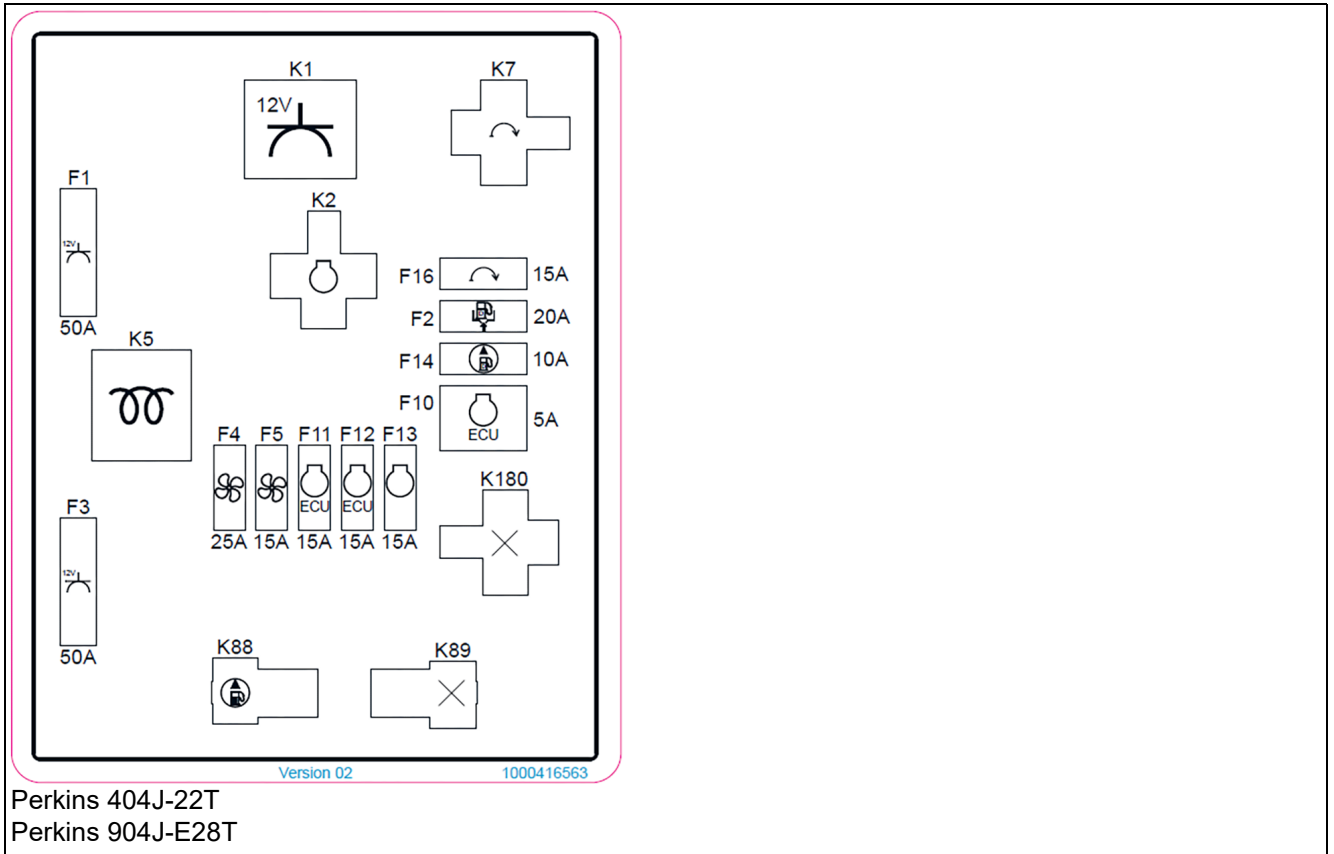 K1
K7
12V
F1
K2
12V
F16
15A
F2
20A
50A
K5
F14
10A
F10
ECU
5A
F4 F5 F11 F12 F13
ECU ECU
25A 15A 15A 15A 15A
K180
F3
12V
50A
K88
K89
Version 02
1000416563
Perkins 404J-22T
Perkins 904J-E28T